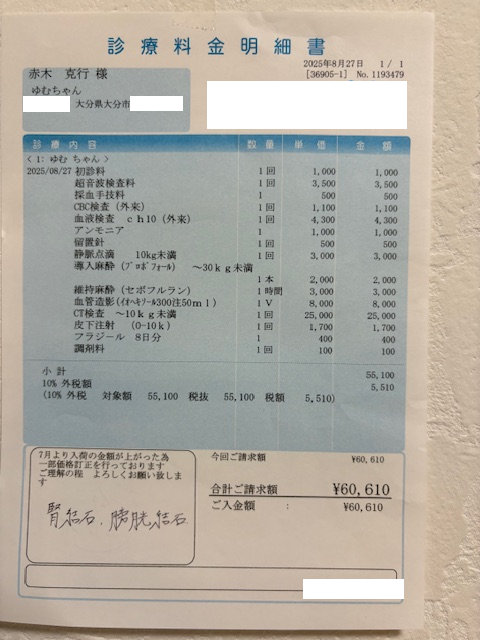 診療料金明細書
2025年8月27日 1 / 1
[36905-1] No. 1193479
赤木 克行 様
ゆむちゃん
大分県大分市
診療内容 数量 単価 金額
< 1: ゆむ ちゃん >
2025/08/27 初診料 1 回 1,000 1,000
超音波検査料 1 回 3,500 3,500
採血手技料 1 500 500
CBC検査（外来） 1 回 1,100 1,100
血液検査 ch10（外来） 1 回 4,300 4,300
アンモニア 1 1,000 1,000
留置針 1 回 500 500
静脈点滴 10kg未満 1 回 3,000 3,000
導入麻酔（ﾌﾟﾛﾎﾟﾌｫｰﾙ） ～30ｋｇ未満
1 本 2,000 2,000
維持麻酔（セボフルラン） 1 時間 3,000 3,000
血管造影(ｲｵﾍｷｿｰﾙ300注50ml) 1 V 8,000 8,000
CT検査 ～10kg未満 1 回 25,000 25,000
皮下注射 （0-10k） 1 回 1,700 1,700
フラジール 8日分 1 400 400
調剤料 1 回 100 100
小 計 55,100
10% 外税額 5,510
(10% 外税 対象額 55,100 税抜 55,100 税額 5,510)
7月より入荷の金額が上がった為
一部価格訂正を行っております
ご理解の程 よろしくお願い致しま
す
腎結石、膀胱結石
今回ご請求額 ¥60,610
合計ご請求額 ¥60,610
ご入金額 : ¥60,610